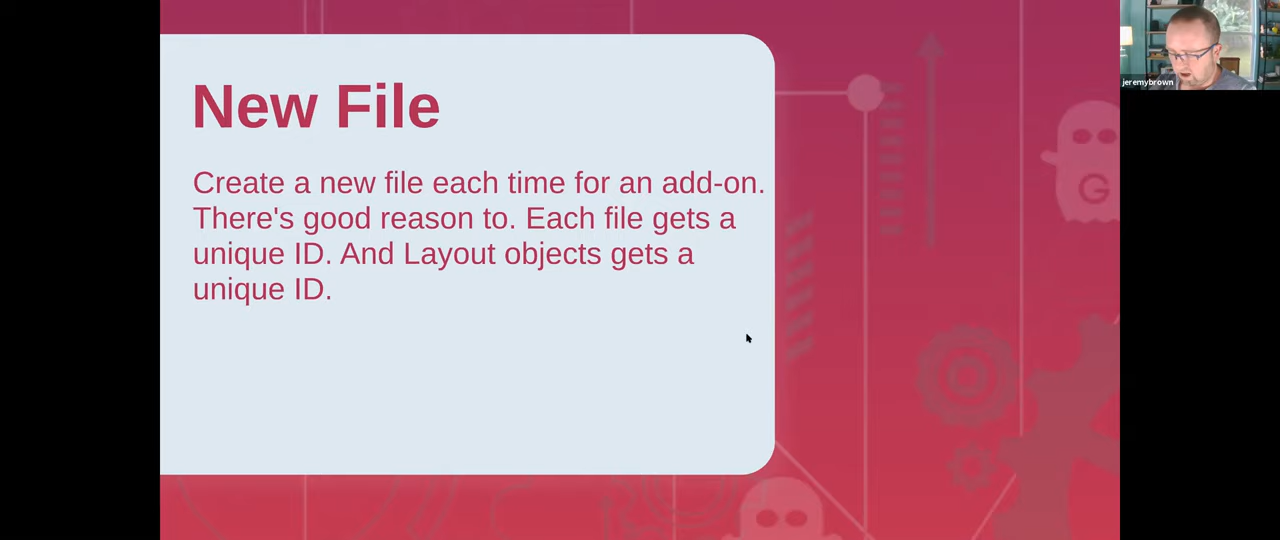 New File
Create a new file each time for an add-on.
There's good reason to. Each file gets a
unique ID. And Layout objects gets a
unique ID.
jeremybrown
G